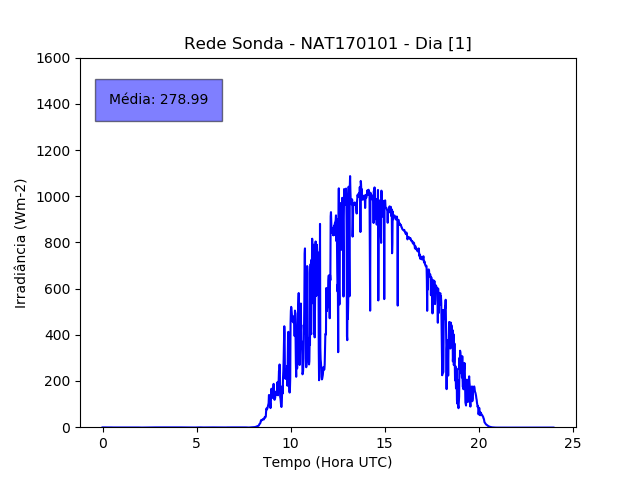 Rede Sonda - NAT170101 - Dia [1]
Média: 278.99
Irradiância (Wm-2)
1600
1400
1200
1000
800
600
400
200
0
0 5 10 15 20 25
Tempo (Hora UTC)